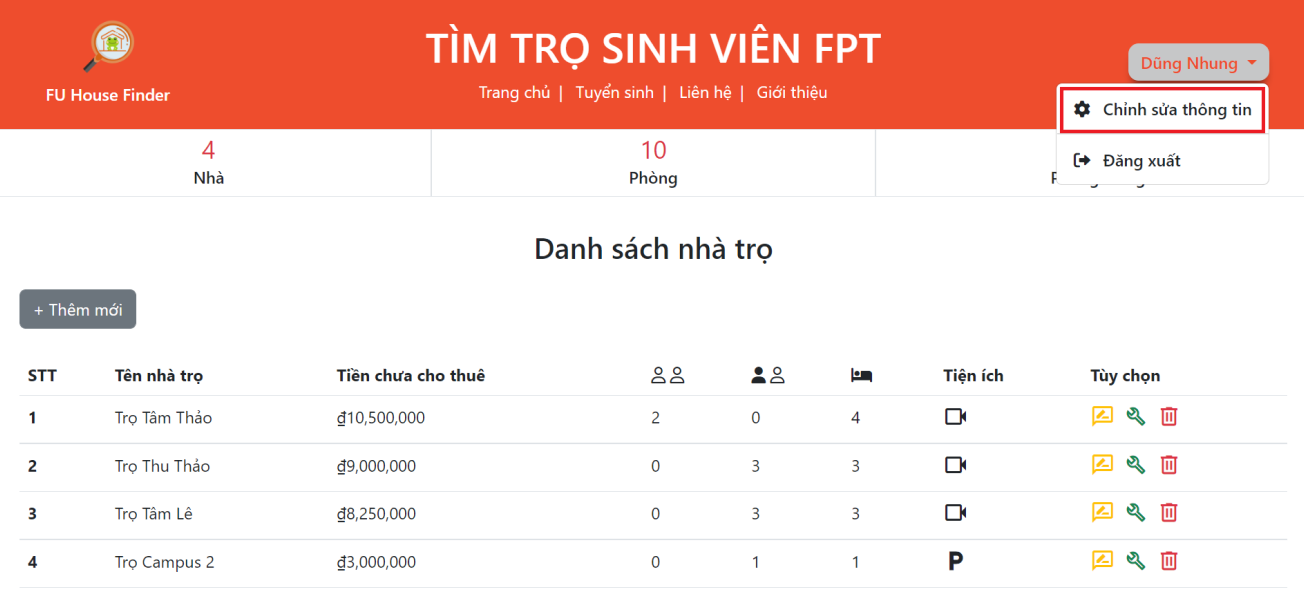 TÌM TRỌ SINH VIÊN FPT
FU House Finder
Trang chủ | Tuyển sinh | Liên hệ | Giới thiệu
Dũng Nhung
Chỉnh sửa thông tin
Đăng xuất
4
Nhà
10
Phòng
Danh sách nhà trọ
+ Thêm mới
STT Tên nhà trọ Tiền chưa cho thuê Tiện ích Tùy chọn
1 Trọ Tâm Thảo ₫10,500,000 2 0 4
2 Trọ Thu Thảo ₫9,000,000 0 3 3
3 Trọ Tâm Lê ₫8,250,000 0 3 3
4 Trọ Campus 2 ₫3,000,000 0 1 1 P